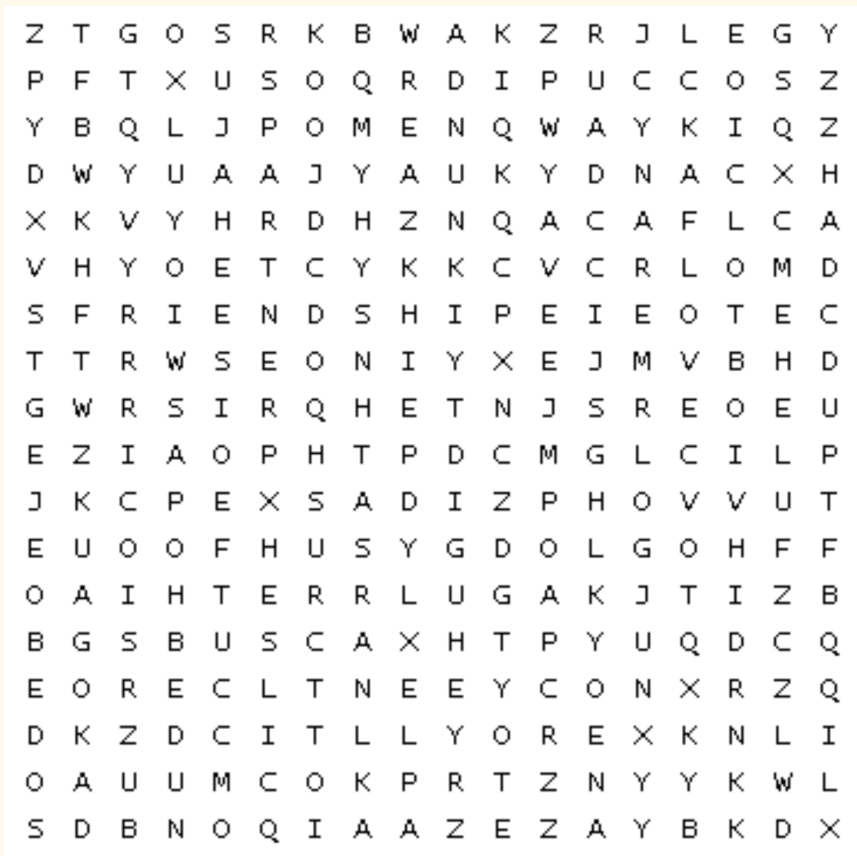 Z T G O S R K B W A K Z R J L E G Y
P F T X U S O Q R D I P U C C O S Z
Y B Q L J P O M E N Q W A Y K I Q Z
D W Y U A A J Y A U K Y D N A C X H
X K V Y H R D H Z N Q A C A F L C A
V H Y O E T C Y K K C V C R L O M D
S F R I E N D S H I P E I E O T E C
T T R W S E O N I Y X E J M V B H D
G W R S I R Q H E T N J S R E O E U
E Z I A O P H T P D C M G L C I L P
J K C P E X S A D I Z P H O V V U T
E U O O F H U S Y G D O L G O H F F
O A I H T E R R L U G A K J T I Z B
B G S B U S C A X H T P Y U Q D C Q
E O R E C L T N E E Y C O N X R Z Q
D K Z D C I T L L Y O R E X K N L I
O A U U M C O K P R T Z N Y Y K W L
S D B N O Q I A A Z E Z A Y B K D X